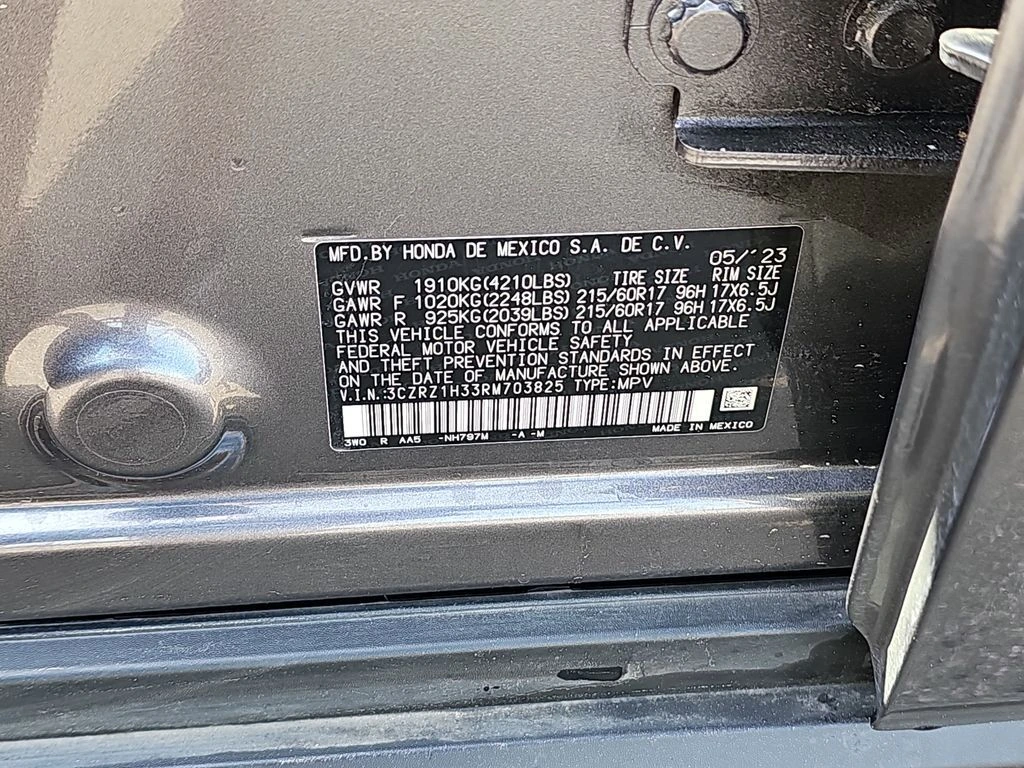 MFD.BY HONDA DE MEXICO S.A. DE C.V.
05/'23
GVWR 1910KG(4210LBS) TIRE SIZE RIM SIZE
GAWR F 1020KG(2248LBS) 215/60R17 96H 17X6.5J
GAWR R 925KG(2039LBS) 215/60R17 96H 17X6.5J
THIS VEHICLE CONFORMS TO ALL APPLICABLE
FEDERAL MOTOR VEHICLE SAFETY
AND THEFT PREVENTION STANDARDS IN EFFECT
ON THE DATE OF MANUFACTURE SHOWN ABOVE.
V.I.N.:3CZRZ1H33RM703825 TYPE:MPV
3W0 R AA5 -NH797M -A -M MADE IN MEXICO